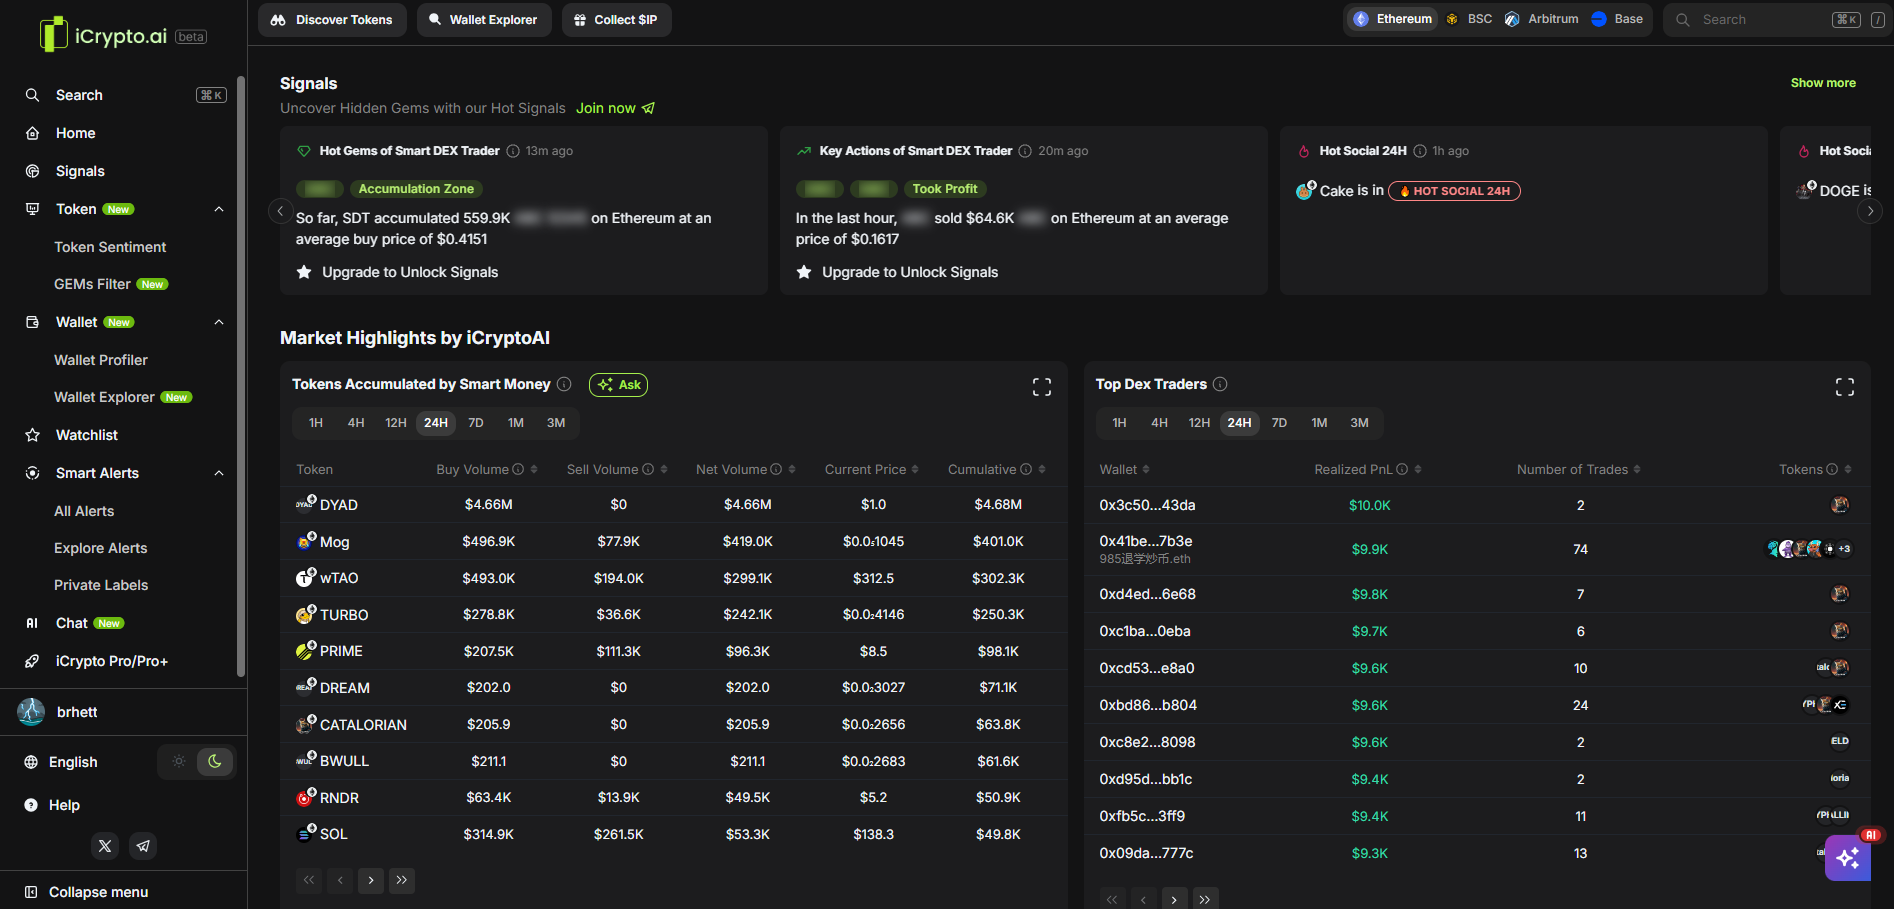 iCrypto.ai beta
Discover Tokens
Wallet Explorer
Collect $IP
Ethereum
BSC
Arbitrum
Base
Search
⌘ K
/
Search
⌘ K
Home
Signals
Token New
Token Sentiment
GEMs Filter New
Wallet New
Wallet Profiler
Wallet Explorer New
Watchlist
Smart Alerts
All Alerts
Explore Alerts
Private Labels
AI Chat New
iCrypto Pro/Pro+
brhett
English
Help
Collapse menu
Signals
Show more
Uncover Hidden Gems with our Hot Signals Join now
Hot Gems of Smart DEX Trader 13m ago
Accumulation Zone
So far, SDT accumulated 559.9K on Ethereum at an
average buy price of $0.4151
Upgrade to Unlock Signals
Key Actions of Smart DEX Trader 20m ago
Took Profit
In the last hour, sold $64.6K on Ethereum at an average
price of $0.1617
Upgrade to Unlock Signals
Hot Social 24H 1h ago
Cake is in HOT SOCIAL 24H
Hot Socia
DOGE is
Market Highlights by iCryptoAI
Tokens Accumulated by Smart Money Ask
1H 4H 12H 24H 7D 1M 3M
Token Buy Volume Sell Volume Net Volume Current Price Cumulative
DYAD $4.66M $0 $4.66M $1.0 $4.68M
Mog $496.9K $77.9K $419.0K $0.0₅1045 $401.0K
wTAO $493.0K $194.0K $299.1K $312.5 $302.3K
TURBO $278.8K $36.6K $242.1K $0.0₂4146 $250.3K
PRIME $207.5K $111.3K $96.3K $8.5 $98.1K
DREAM $202.0 $0 $202.0 $0.0₂3027 $71.1K
CATALORIAN $205.9 $0 $205.9 $0.0₂2656 $63.8K
BWULL $211.1 $0 $211.1 $0.0₂2683 $61.6K
RNDR $63.4K $13.9K $49.5K $5.2 $50.9K
SOL $314.9K $261.5K $53.3K $138.3 $49.8K
Top Dex Traders
1H 4H 12H 24H 7D 1M 3M
Wallet Realized PnL Number of Trades Tokens
0x3c50...43da $10.0K 2
0x41be...7b3e $9.9K 74 +3
985退学炒币.eth
0xd4ed...6e68 $9.8K 7
0xc1ba...0eba $9.7K 6
0xcd53...e8a0 $9.6K 10
0xbd86...b804 $9.6K 24
0xc8e2...8098 $9.6K 2 ELD
0xd95d...bb1c $9.4K 2 loria
0xfb5c...3ff9 $9.4K 11
0x09da...777c $9.3K 13
AI